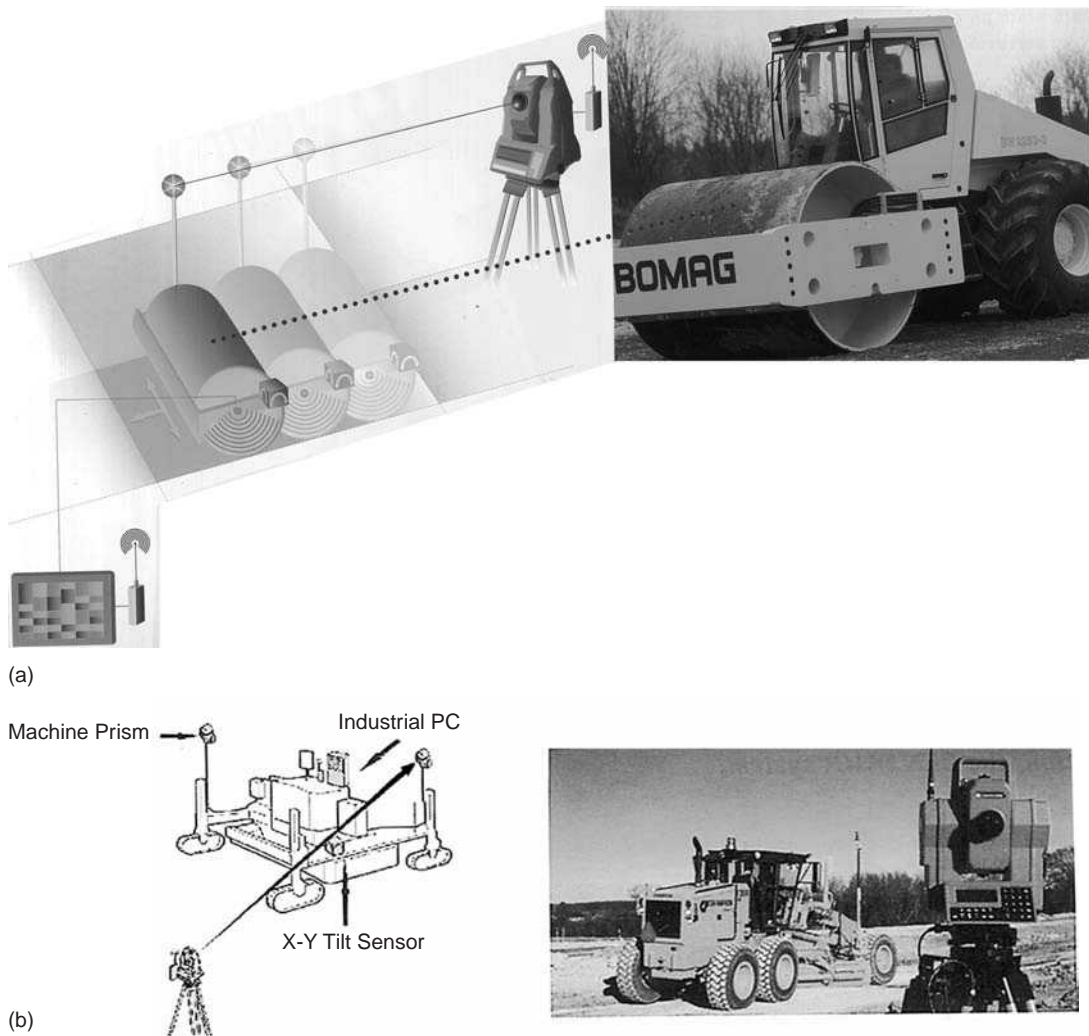 BOMAG
(a)
Machine Prism
Industrial PC
X-Y Tilt Sensor
(b)